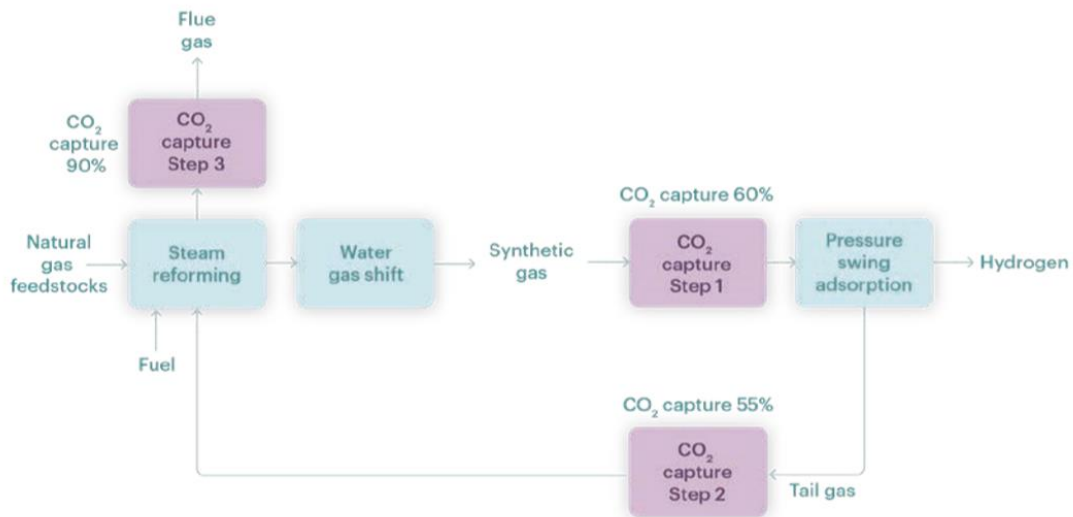 Flue
gas
CO₂
capture
90%
CO₂
capture
Step 3
Natural
gas
feedstocks
Steam
reforming
Water
gas shift
Synthetic
gas
CO₂ capture 60%
CO₂
capture
Step 1
Pressure
swing
adsorption
Hydrogen
Fuel
CO₂ capture 55%
CO₂
capture
Step 2
Tail gas